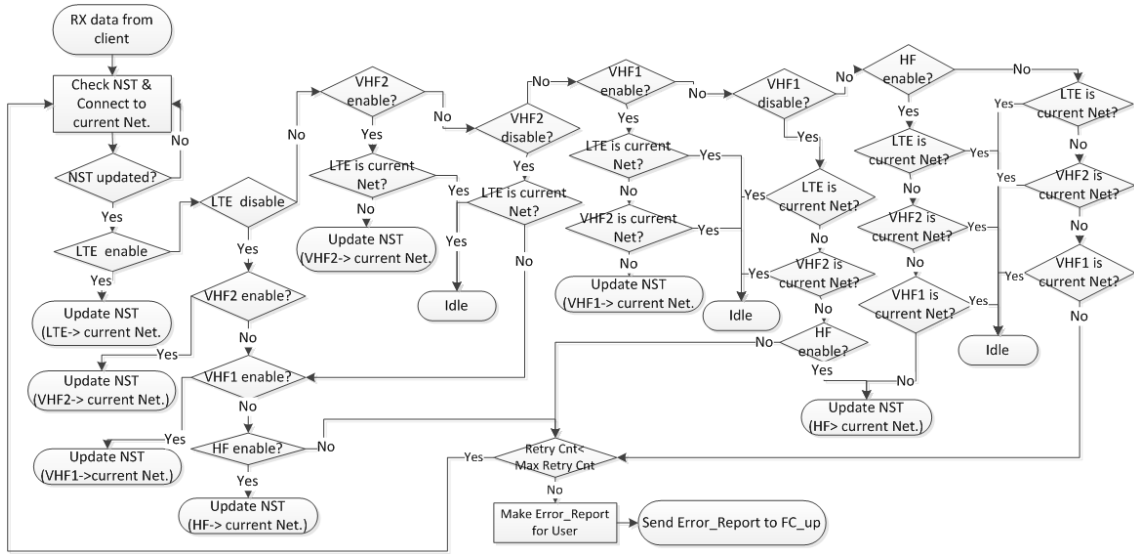 RX data from
client
Check NST &
Connect to
current Net.
No
NST updated?
Yes
LTE  enable
Yes
Update NST
(LTE-> current Net.
LTE  disable
No
Yes
VHF2 enable?
Yes
No
Update NST
(VHF2-> current Net.)
VHF1 enable?
Yes
No
Update NST
(VHF1->current Net.)
HF enable?
No
Yes
Update NST
(HF-> current Net.)
VHF2
enable?
No
Yes
LTE is current
Net?
Yes
No
Update NST
(VHF2-> current Net.
VHF2
disable?
No
Yes
LTE is current
Net?
No
Idle
VHF1
enable?
No
Yes
LTE is current
Net?
Yes
No
VHF2 is current
Net?
Yes
No
Update NST
(VHF1-> current Net.
VHF1
disable?
No
Yes
LTE is
current Net?
Yes
No
VHF2 is
current Net?
Yes
No
Idle
HF
enable?
No
Yes
HF
enable?
No
Yes
LTE is
current Net?
Yes
No
VHF2 is
current Net?
Yes
No
VHF1 is
current Net?
Yes
No
Update NST
(HF> current Net.)
LTE is
current Net?
Yes
No
VHF2 is
current Net?
Yes
No
VHF1 is
current Net?
Yes
No
Idle
Retry Cnt<
Max Retry Cnt
Yes
No
Make Error_Report
for User
Send Error_Report to FC_up